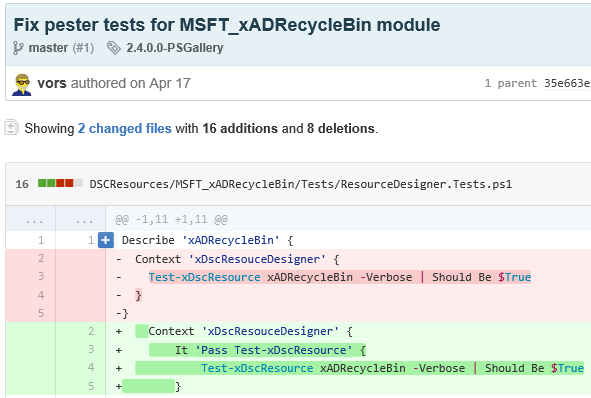 Fix pester tests for MSFT_xADRecycleBin module
master (#1) 2.4.0.0-PSGallery
vors authored on Apr 17 1 parent 35e663e
Showing 2 changed files with 16 additions and 8 deletions.
16 DSCResources/MSFT_xADRecycleBin/Tests/ResourceDesigner.Tests.ps1
... ... @@ -1,11 +1,11 @@
1 1 + Describe 'xADRecycleBin' {
2 - Context 'xDscResouceDesigner' {
3 - Test-xDscResource xADRecycleBin -Verbose | Should Be $True
4 - }
5 -}
2 + Context 'xDscResouceDesigner' {
3 + It 'Pass Test-xDscResource' {
4 + Test-xDscResource xADRecycleBin -Verbose | Should Be $True
5 + }